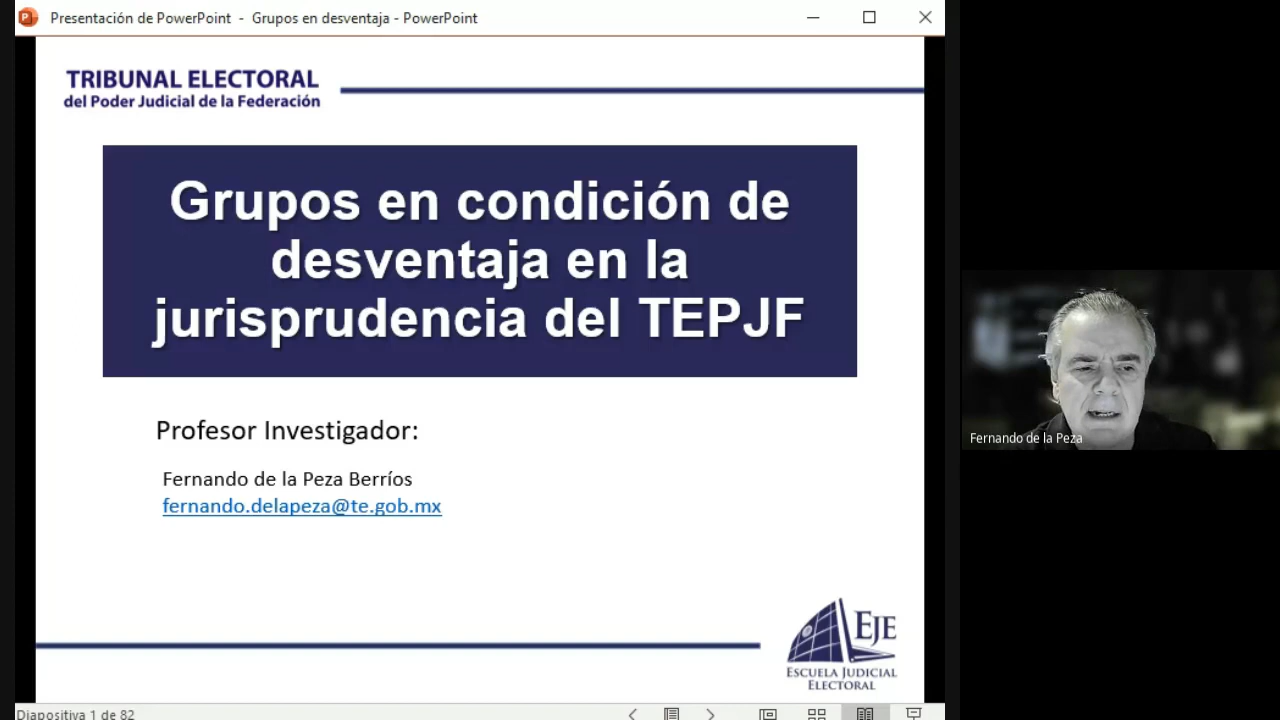 Presentación de PowerPoint - Grupos en desventaja - PowerPoint
TRIBUNAL ELECTORAL
del Poder Judicial de la Federación
Grupos en condición de
desventaja en la
jurisprudencia del TEPJF
Profesor Investigador:
Fernando de la Peza Berríos
fernando.delapeza@te.gob.mx
EJE
ESCUELA JUDICIAL
ELECTORAL
Diapositiva 1 de 82
Fernando de la Peza